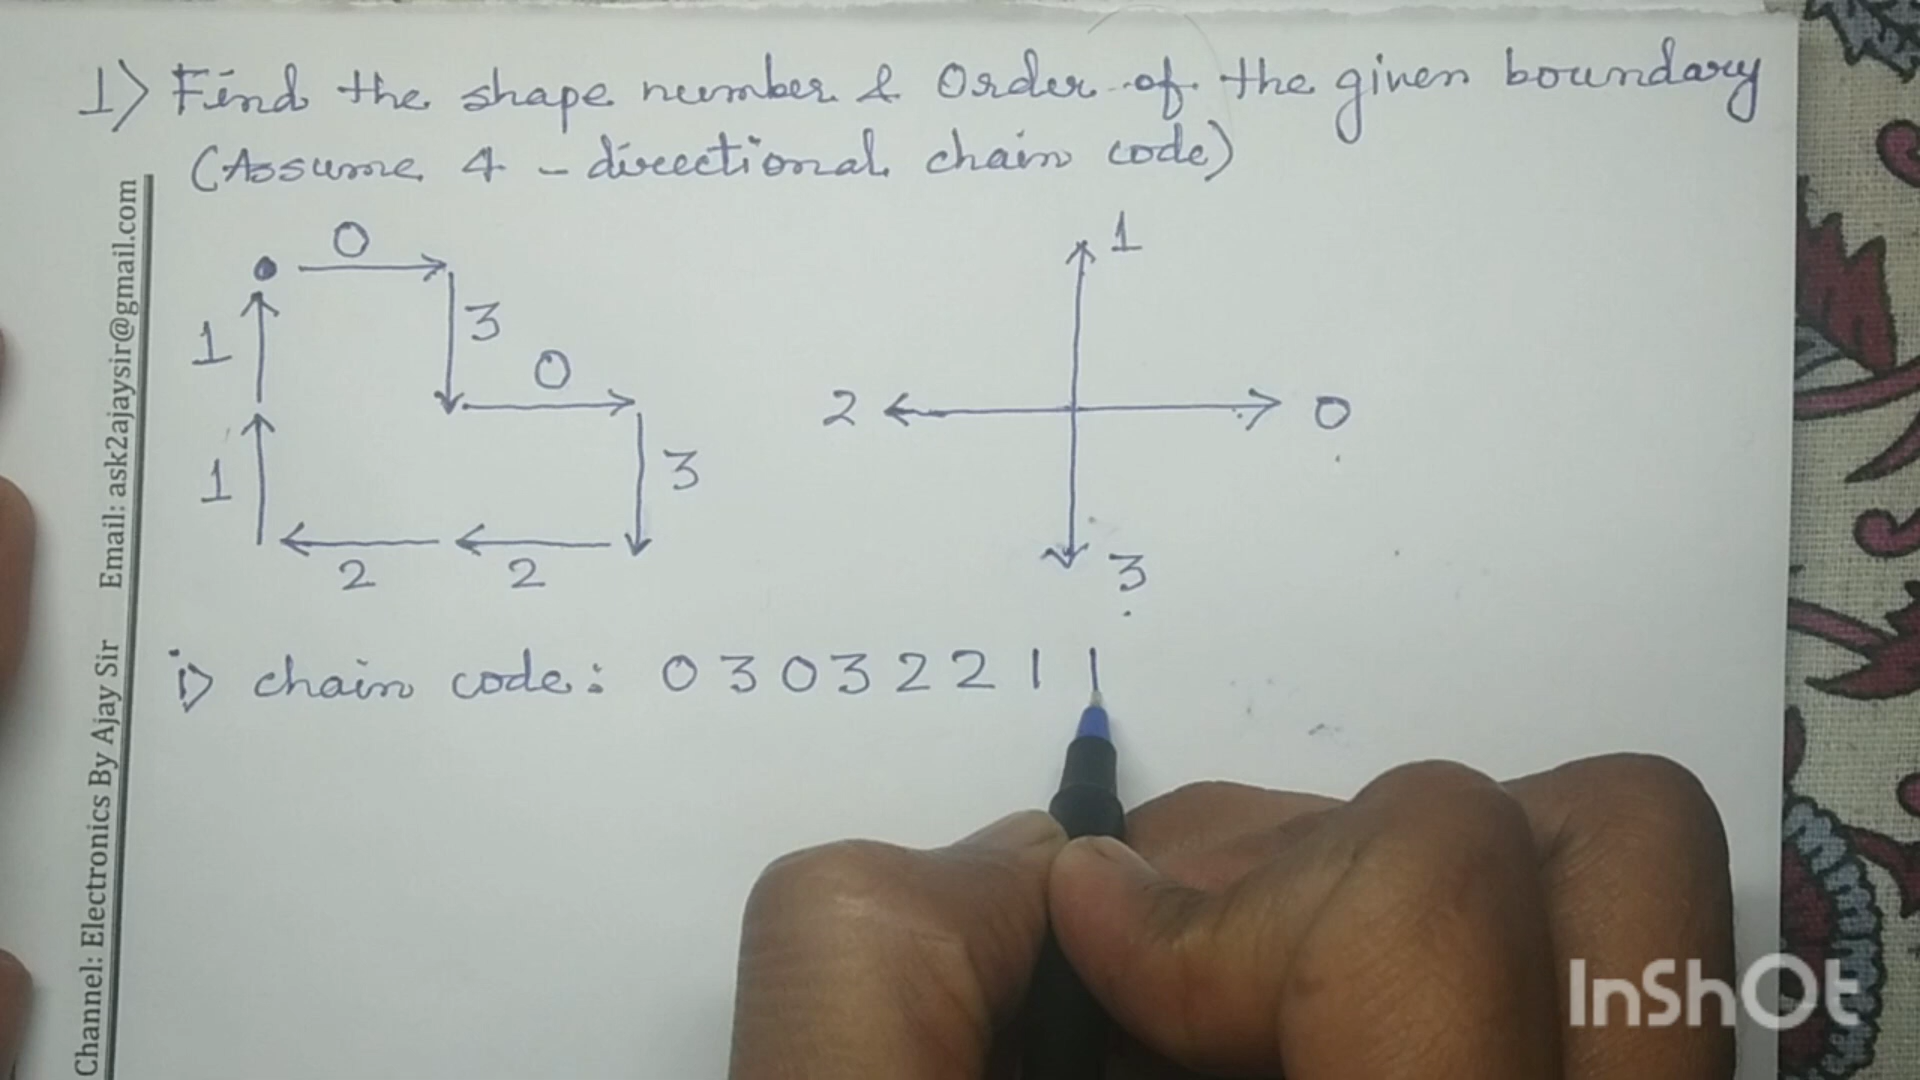 1) Find the shape number & Order of the given boundary
(Assume 4 - directional chain code)
0
1
3
0
1
3
2
2
1
2
0
3
i) chain code: 0 3 0 3 2 2 1 1
Channel: Electronics By Ajay Sir Email: ask2ajaysir@gmail.com
InShOt